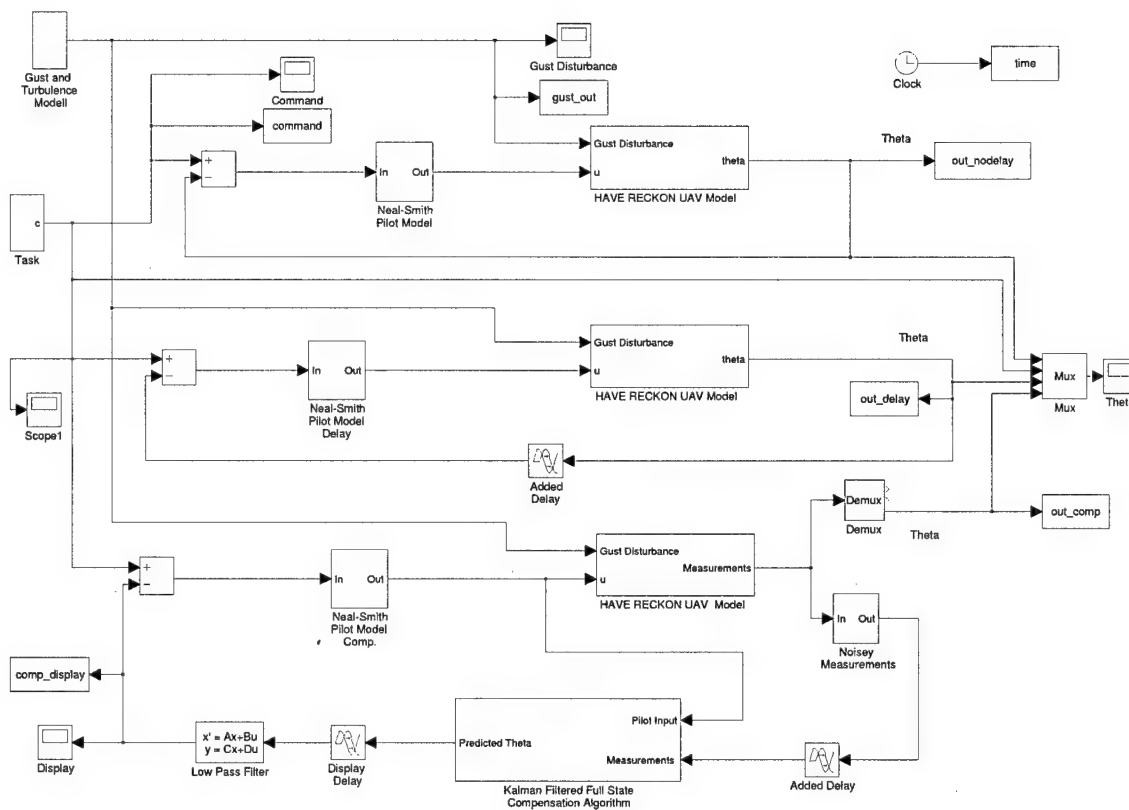 Gust and
Turbulence
Modell
Command
command
Gust Disturbance
gust_out
Clock
time
+
−
In Out
Neal-Smith
Pilot Model
Gust Disturbance
theta
u
HAVE RECKON UAV Model
Theta
out_nodelay
c
Task
Scope1
+
−
In Out
Neal-Smith
Pilot Model
Delay
Gust Disturbance
theta
u
HAVE RECKON UAV Model
Theta
out_delay
Mux
Mux
Thet
Added
Delay
Demux
Demux
Theta
out_comp
+
−
In Out
Neal-Smith
Pilot Model
Comp.
Gust Disturbance
Measurements
u
HAVE RECKON UAV Model
In Out
Noisey
Measurements
comp_display
Display
x' = Ax+Bu
y = Cx+Du
Low Pass Filter
Display
Delay
Pilot Input
Predicted Theta
Measurements
Kalman Filtered Full State
Compensation Algorithm
Added Delay